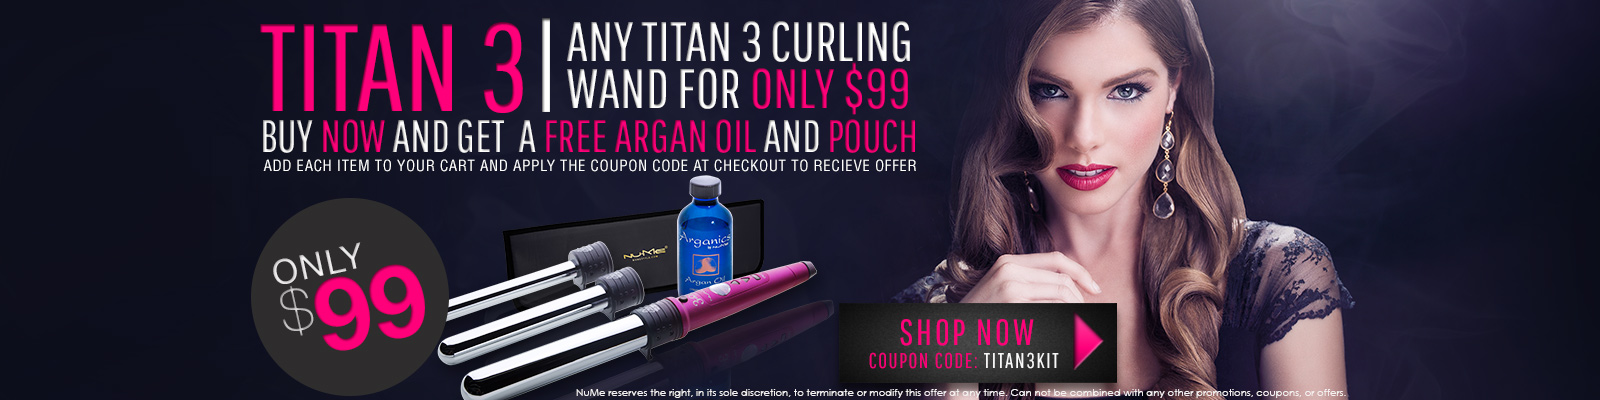 TITAN 3
ANY TITAN 3 CURLING
WAND FOR ONLY $99
BUY NOW AND GET A FREE ARGAN OIL AND POUCH
ADD EACH ITEM TO YOUR CART AND APPLY THE COUPON CODE AT CHECKOUT TO RECIEVE OFFER
ONLY
$99
NuMe
Arganics
Argan Oil
SHOP NOW
COUPON CODE: TITAN3KIT
NuMe reserves the right, in its sole discretion, to terminate or modify this offer at any time. Can not be combined with any other promotions, coupons, or offers.